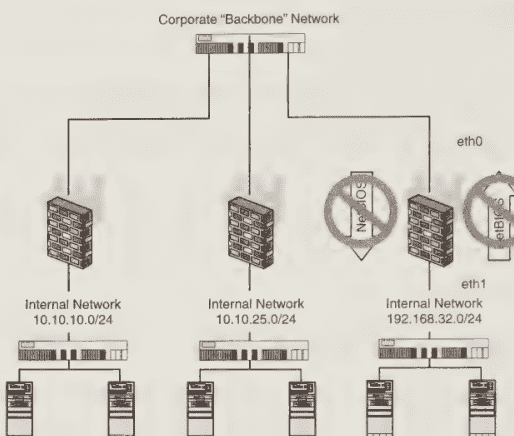 Corporate “Backbone” Network
eth0
NetBIOS
etBIOS
eth1
Internal Network
10.10.10.0/24
Internal Network
10.10.25.0/24
Internal Network
192.168.32.0/24